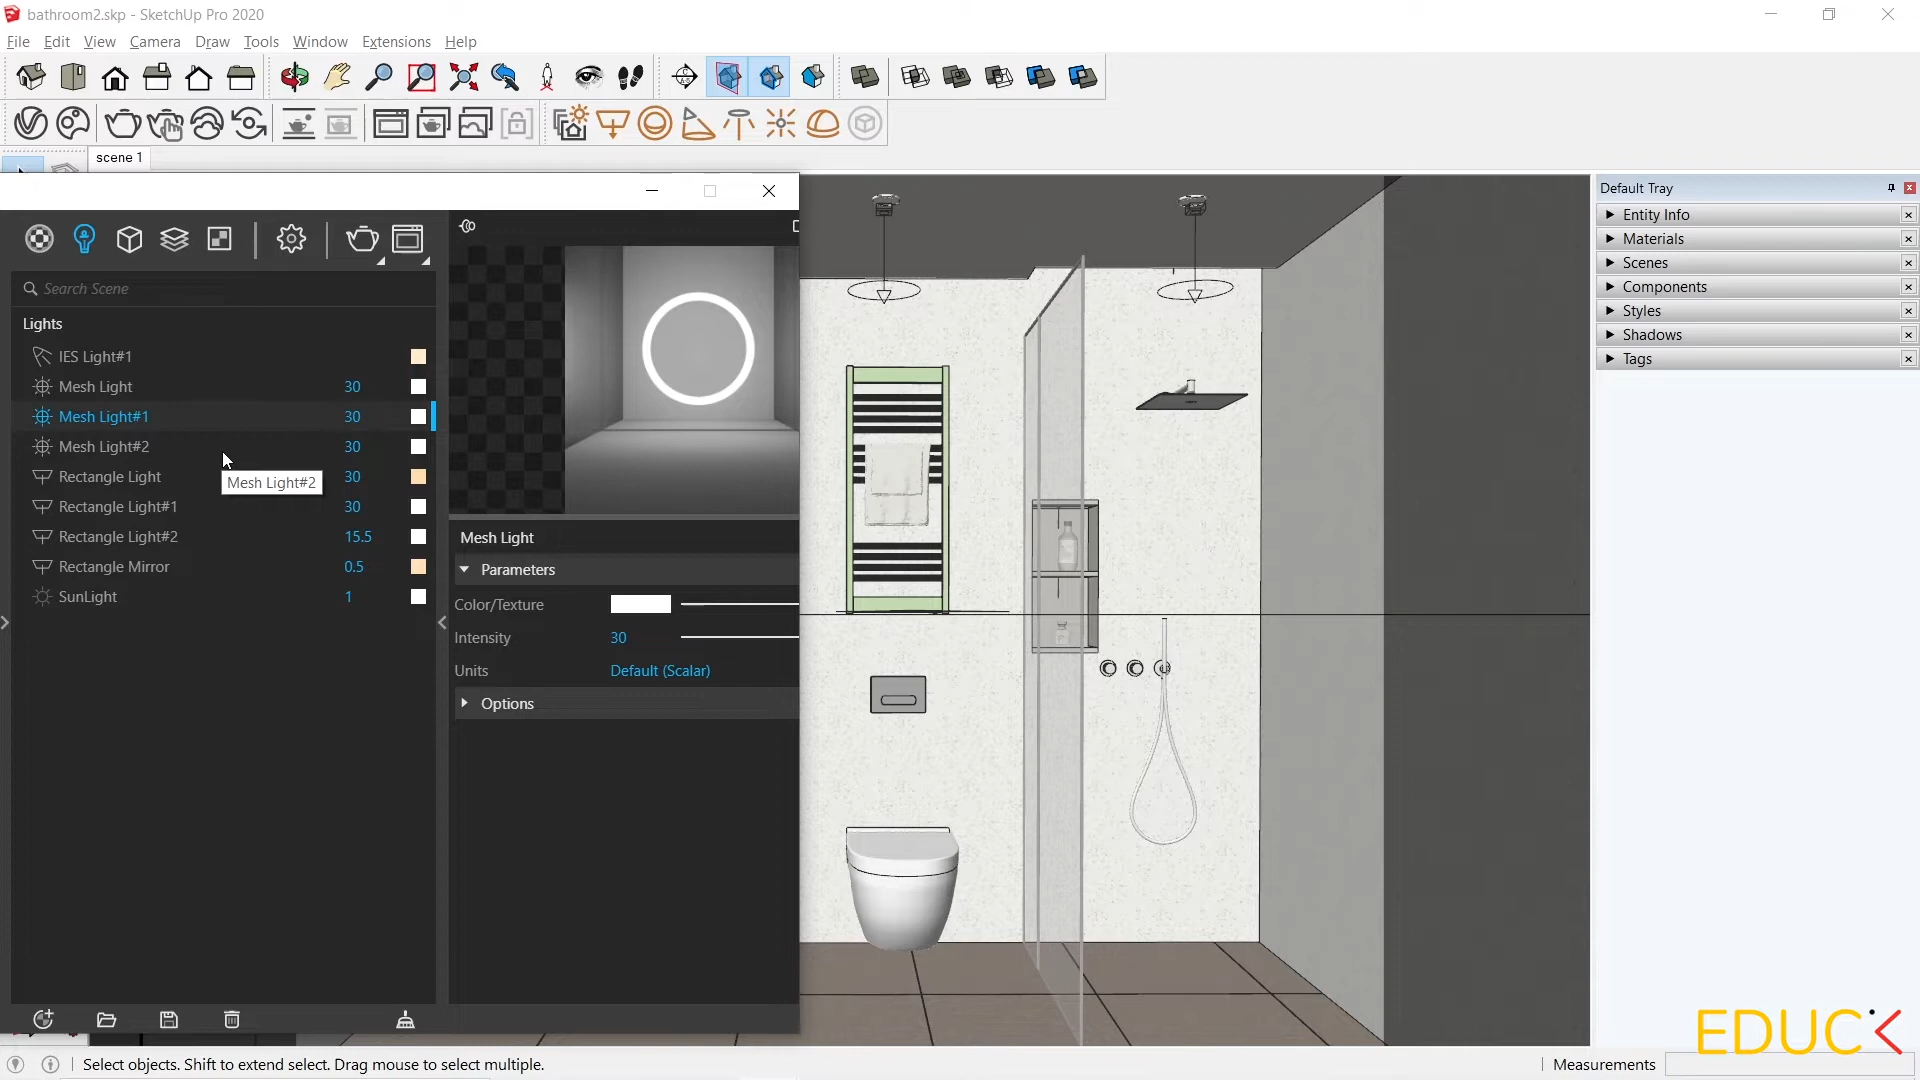 bathroom2.skp - SketchUp Pro 2020
File Edit View Camera Draw Tools Window Extensions Help
scene 1
Default Tray
Entity Info
Materials
Scenes
Components
Styles
Shadows
Tags
Search Scene
Lights
IES Light#1
Mesh Light 30
Mesh Light#1 30
Mesh Light#2 30
Rectangle Light 30
Mesh Light#2
Rectangle Light#1 30
Rectangle Light#2 15.5
Rectangle Mirror 0.5
SunLight 1
Mesh Light
Parameters
Color/Texture
Intensity 30
Units Default (Scalar)
Options
EDUCK
Select objects. Shift to extend select. Drag mouse to select multiple.
Measurements